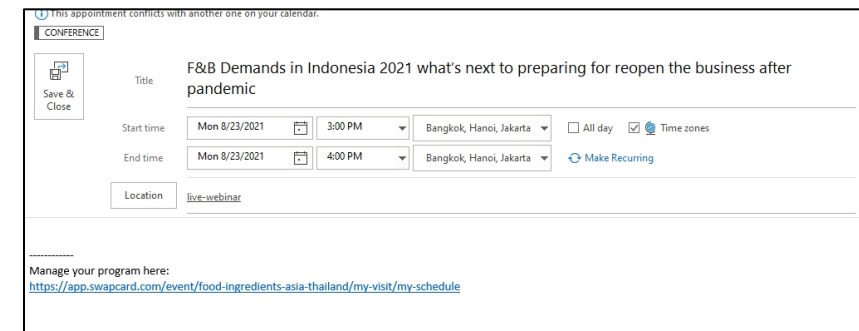 This appointment conflicts with another one on your calendar.
CONFERENCE
Save &
Close
Title
F&B Demands in Indonesia 2021 what's next to preparing for reopen the business after
pandemic
Start time Mon 8/23/2021 3:00 PM Bangkok, Hanoi, Jakarta All day Time zones
End time Mon 8/23/2021 4:00 PM Bangkok, Hanoi, Jakarta Make Recurring
Location live-webinar
------------
Manage your program here:
https://app.swapcard.com/event/food-ingredients-asia-thailand/my-visit/my-schedule